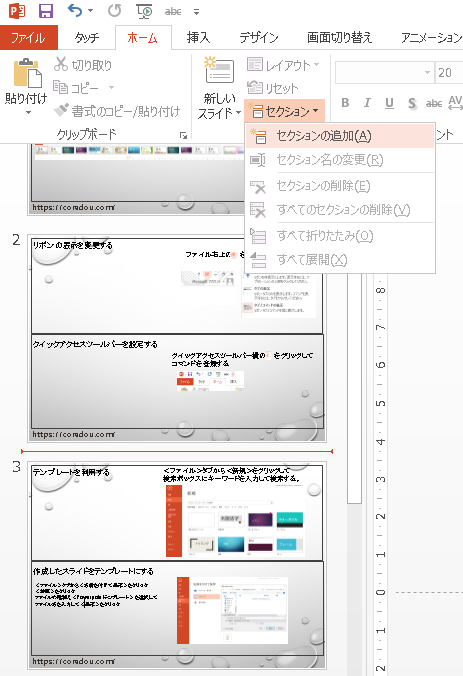 abc
ファイル タッチ ホーム 挿入 デザイン 画面切り替え アニメーション
貼り付け
切り取り
コピー
書式のコピー/貼り付け
クリップボード
新しい
スライド
レイアウト
リセット
セクション
20
B I U S abc AV
セクションの追加(A)
セクション名の変更(R)
セクションの削除(E)
すべてのセクションの削除(V)
すべて折りたたみ(O)
すべて展開(X)
ント
https://coredou.com/
2
リボンの表示を変更する
ファイル右上の
クイックアクセスツールバーを設定する
クイックアクセスツールバー横の をクリックして
コマンドを登録する
https://coredou.com/
3
テンプレートを利用する
<ファイル>タブから<新規>をクリックして
検索ボックスにキーワードを入力して検索する。
作成したスライドをテンプレートにする
https://coredou.com/
8
7
6
5
4
3
2
1
0
1
2